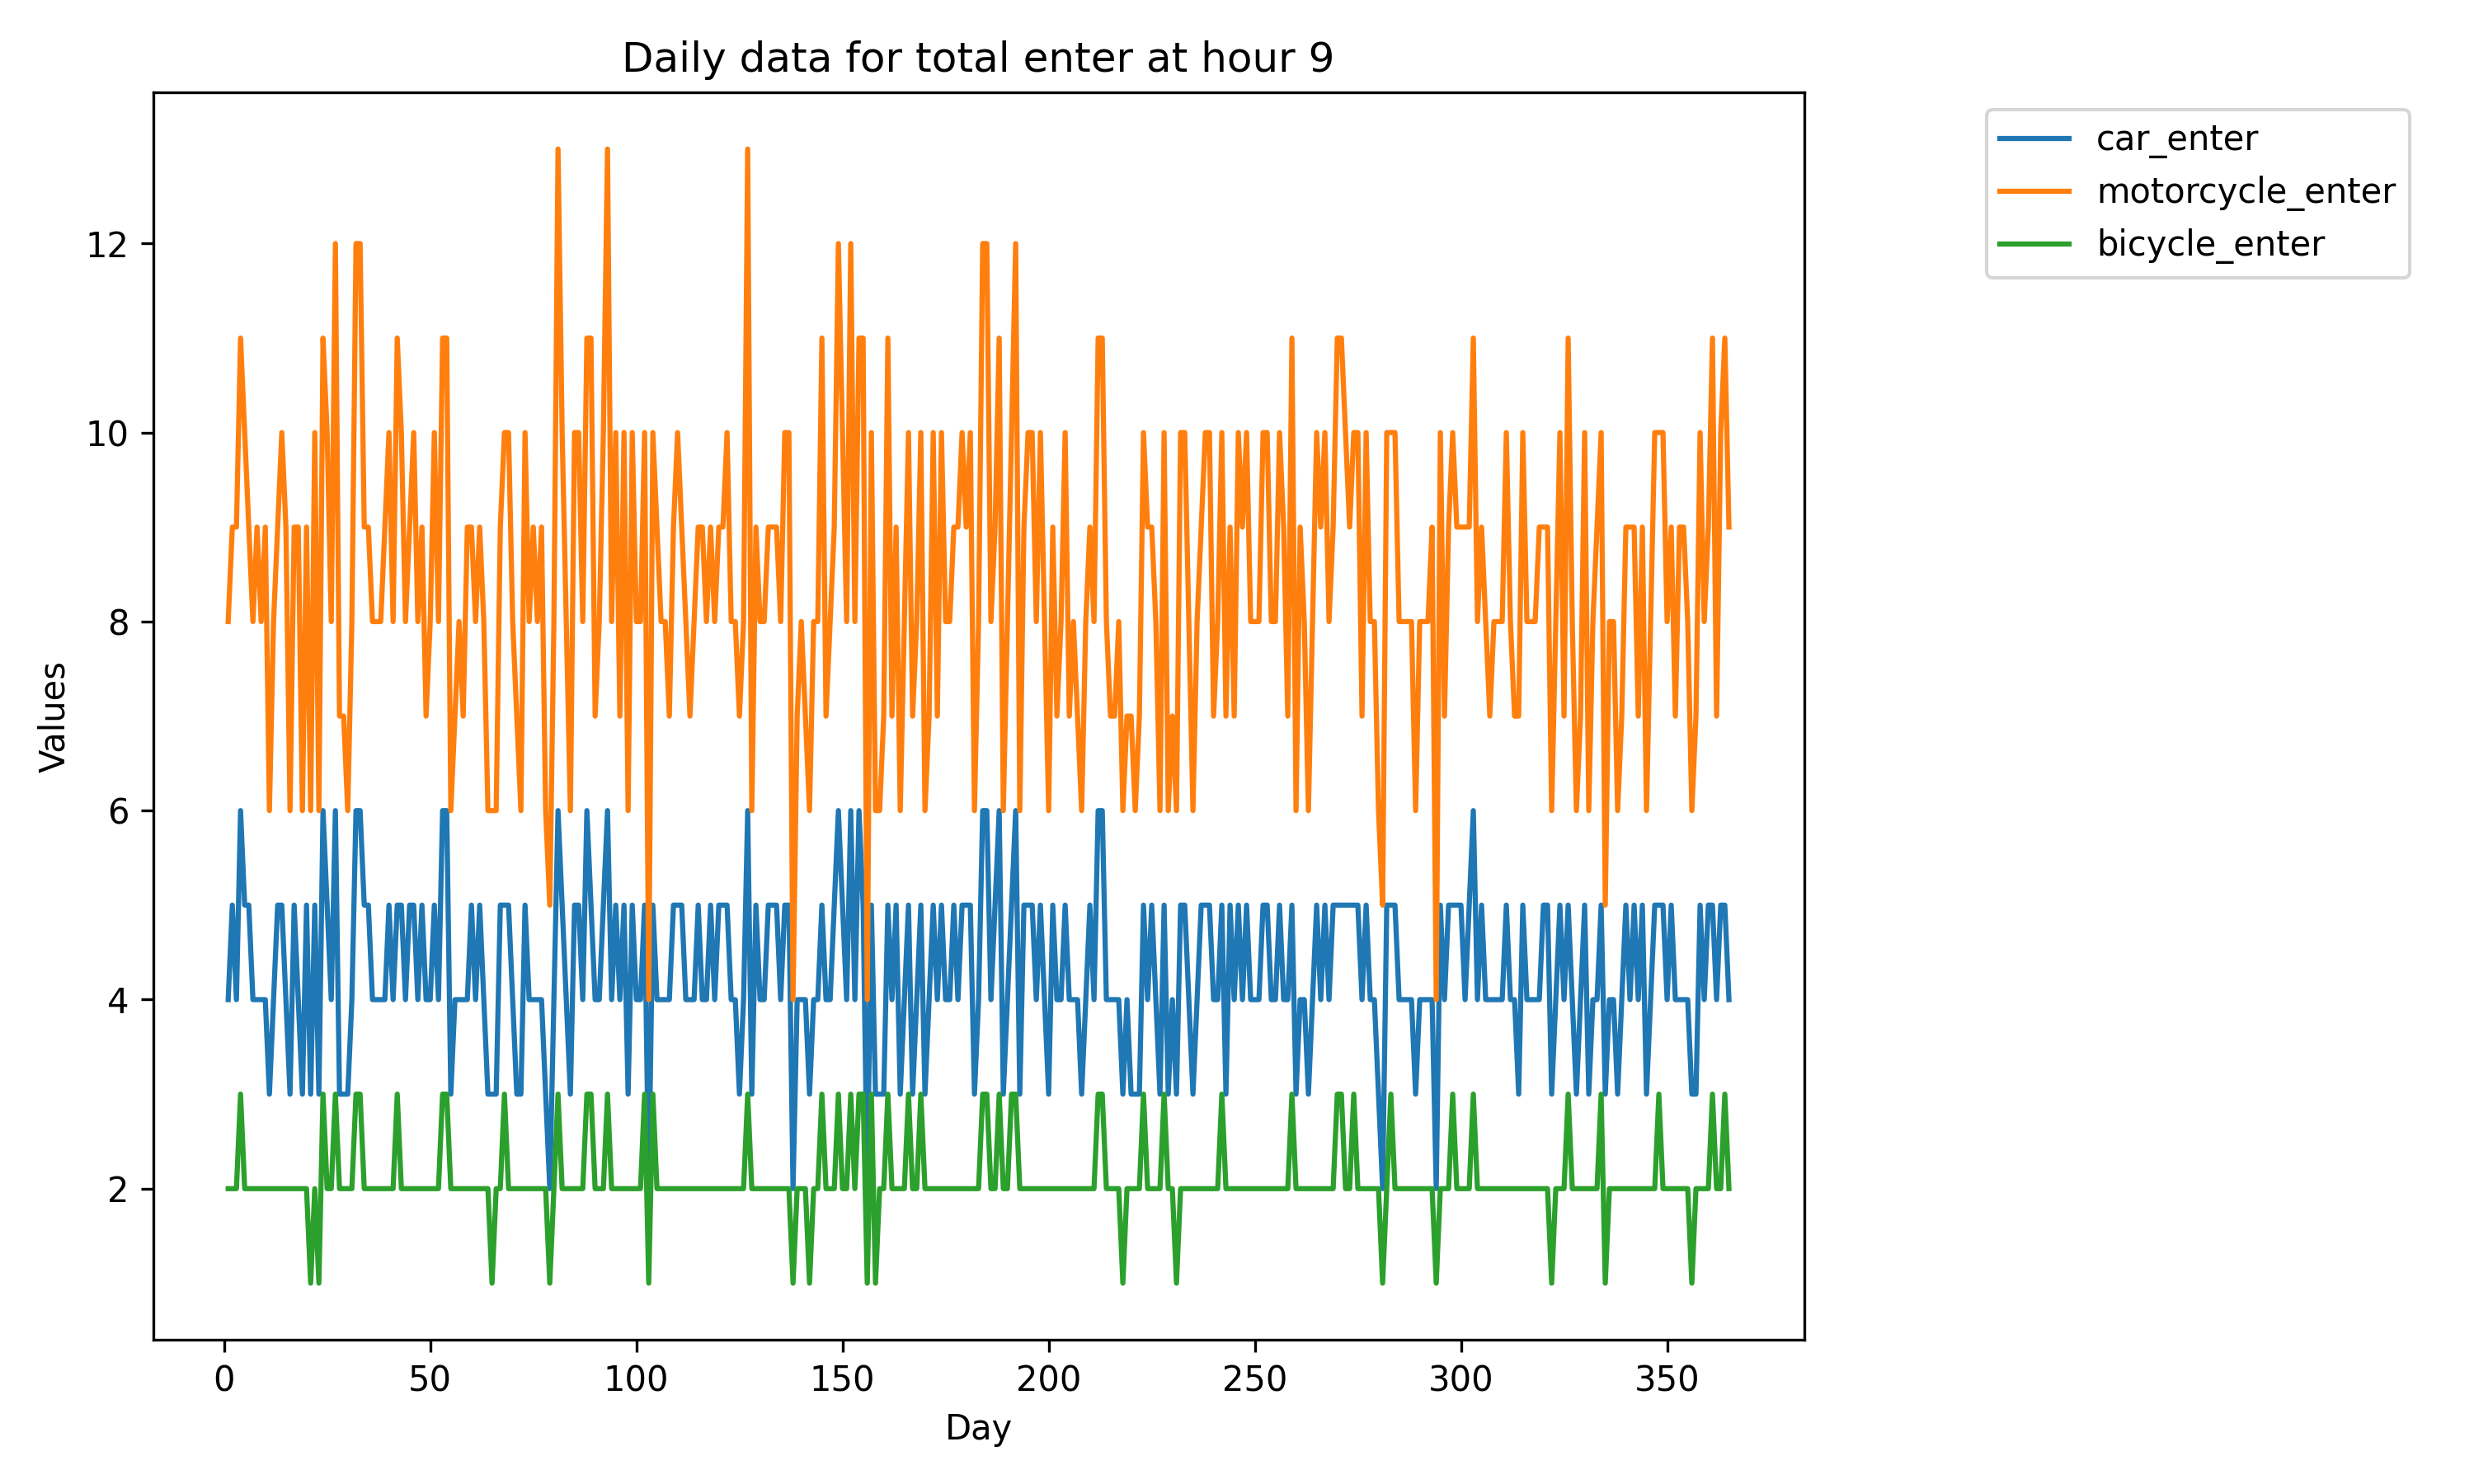 Daily data for total enter at hour 9
car_enter
motorcycle_enter
bicycle_enter
Values
12
10
8
6
4
2
0 50 100 150 200 250 300 350
Day